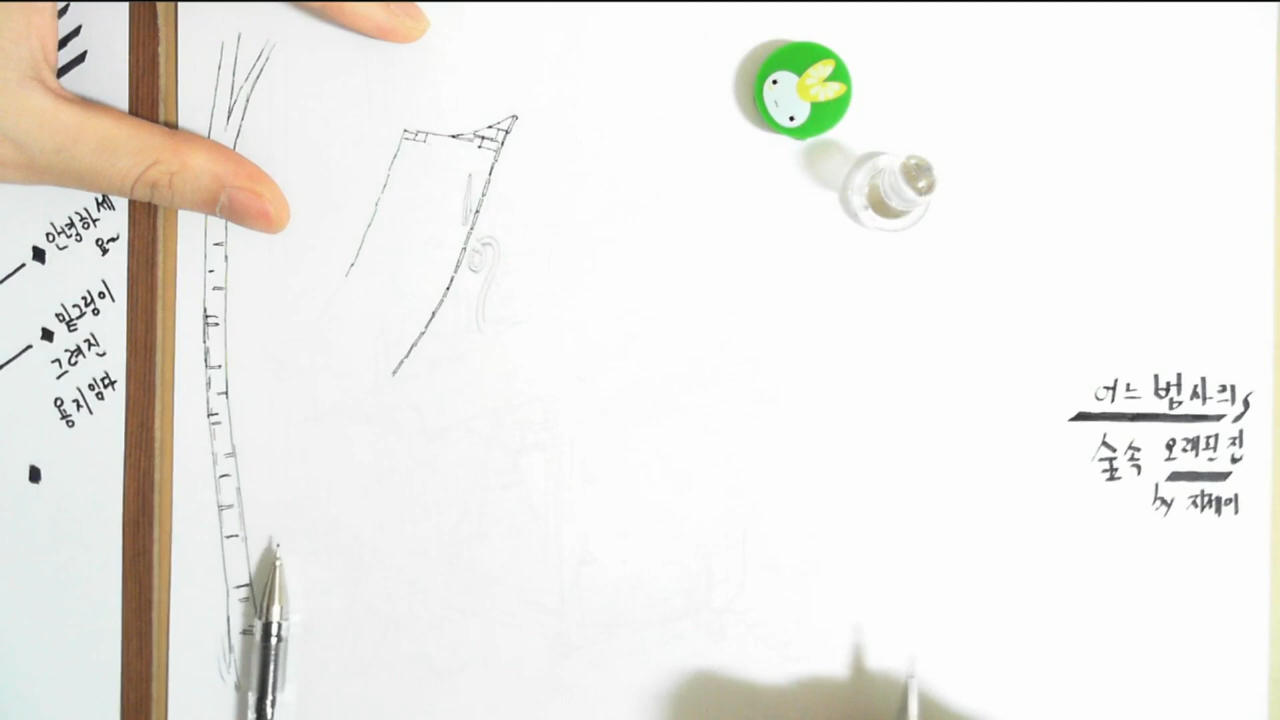 안녕하세
요~
밑그림이
그려진
용지임다
어느 법사의
숲속 오래된 집
by 지제이